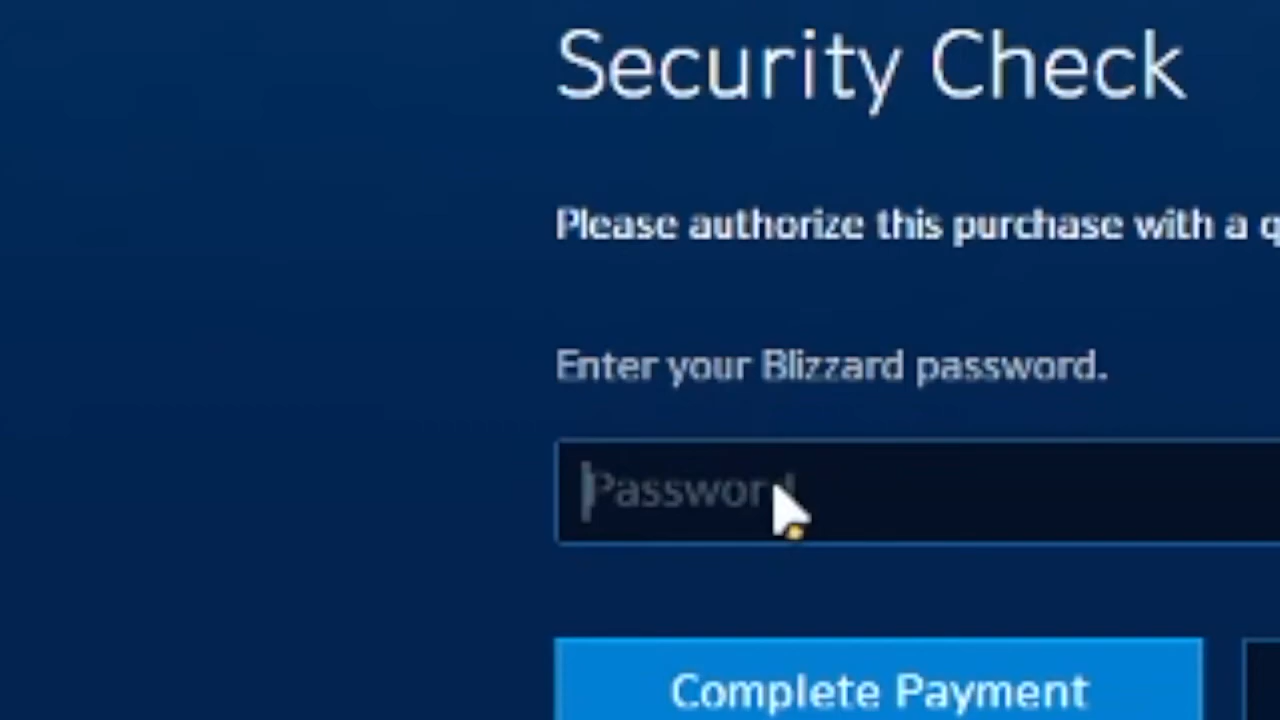 Security Check
Please authorize this purchase with a
Enter your Blizzard password.
Password
Complete Payment